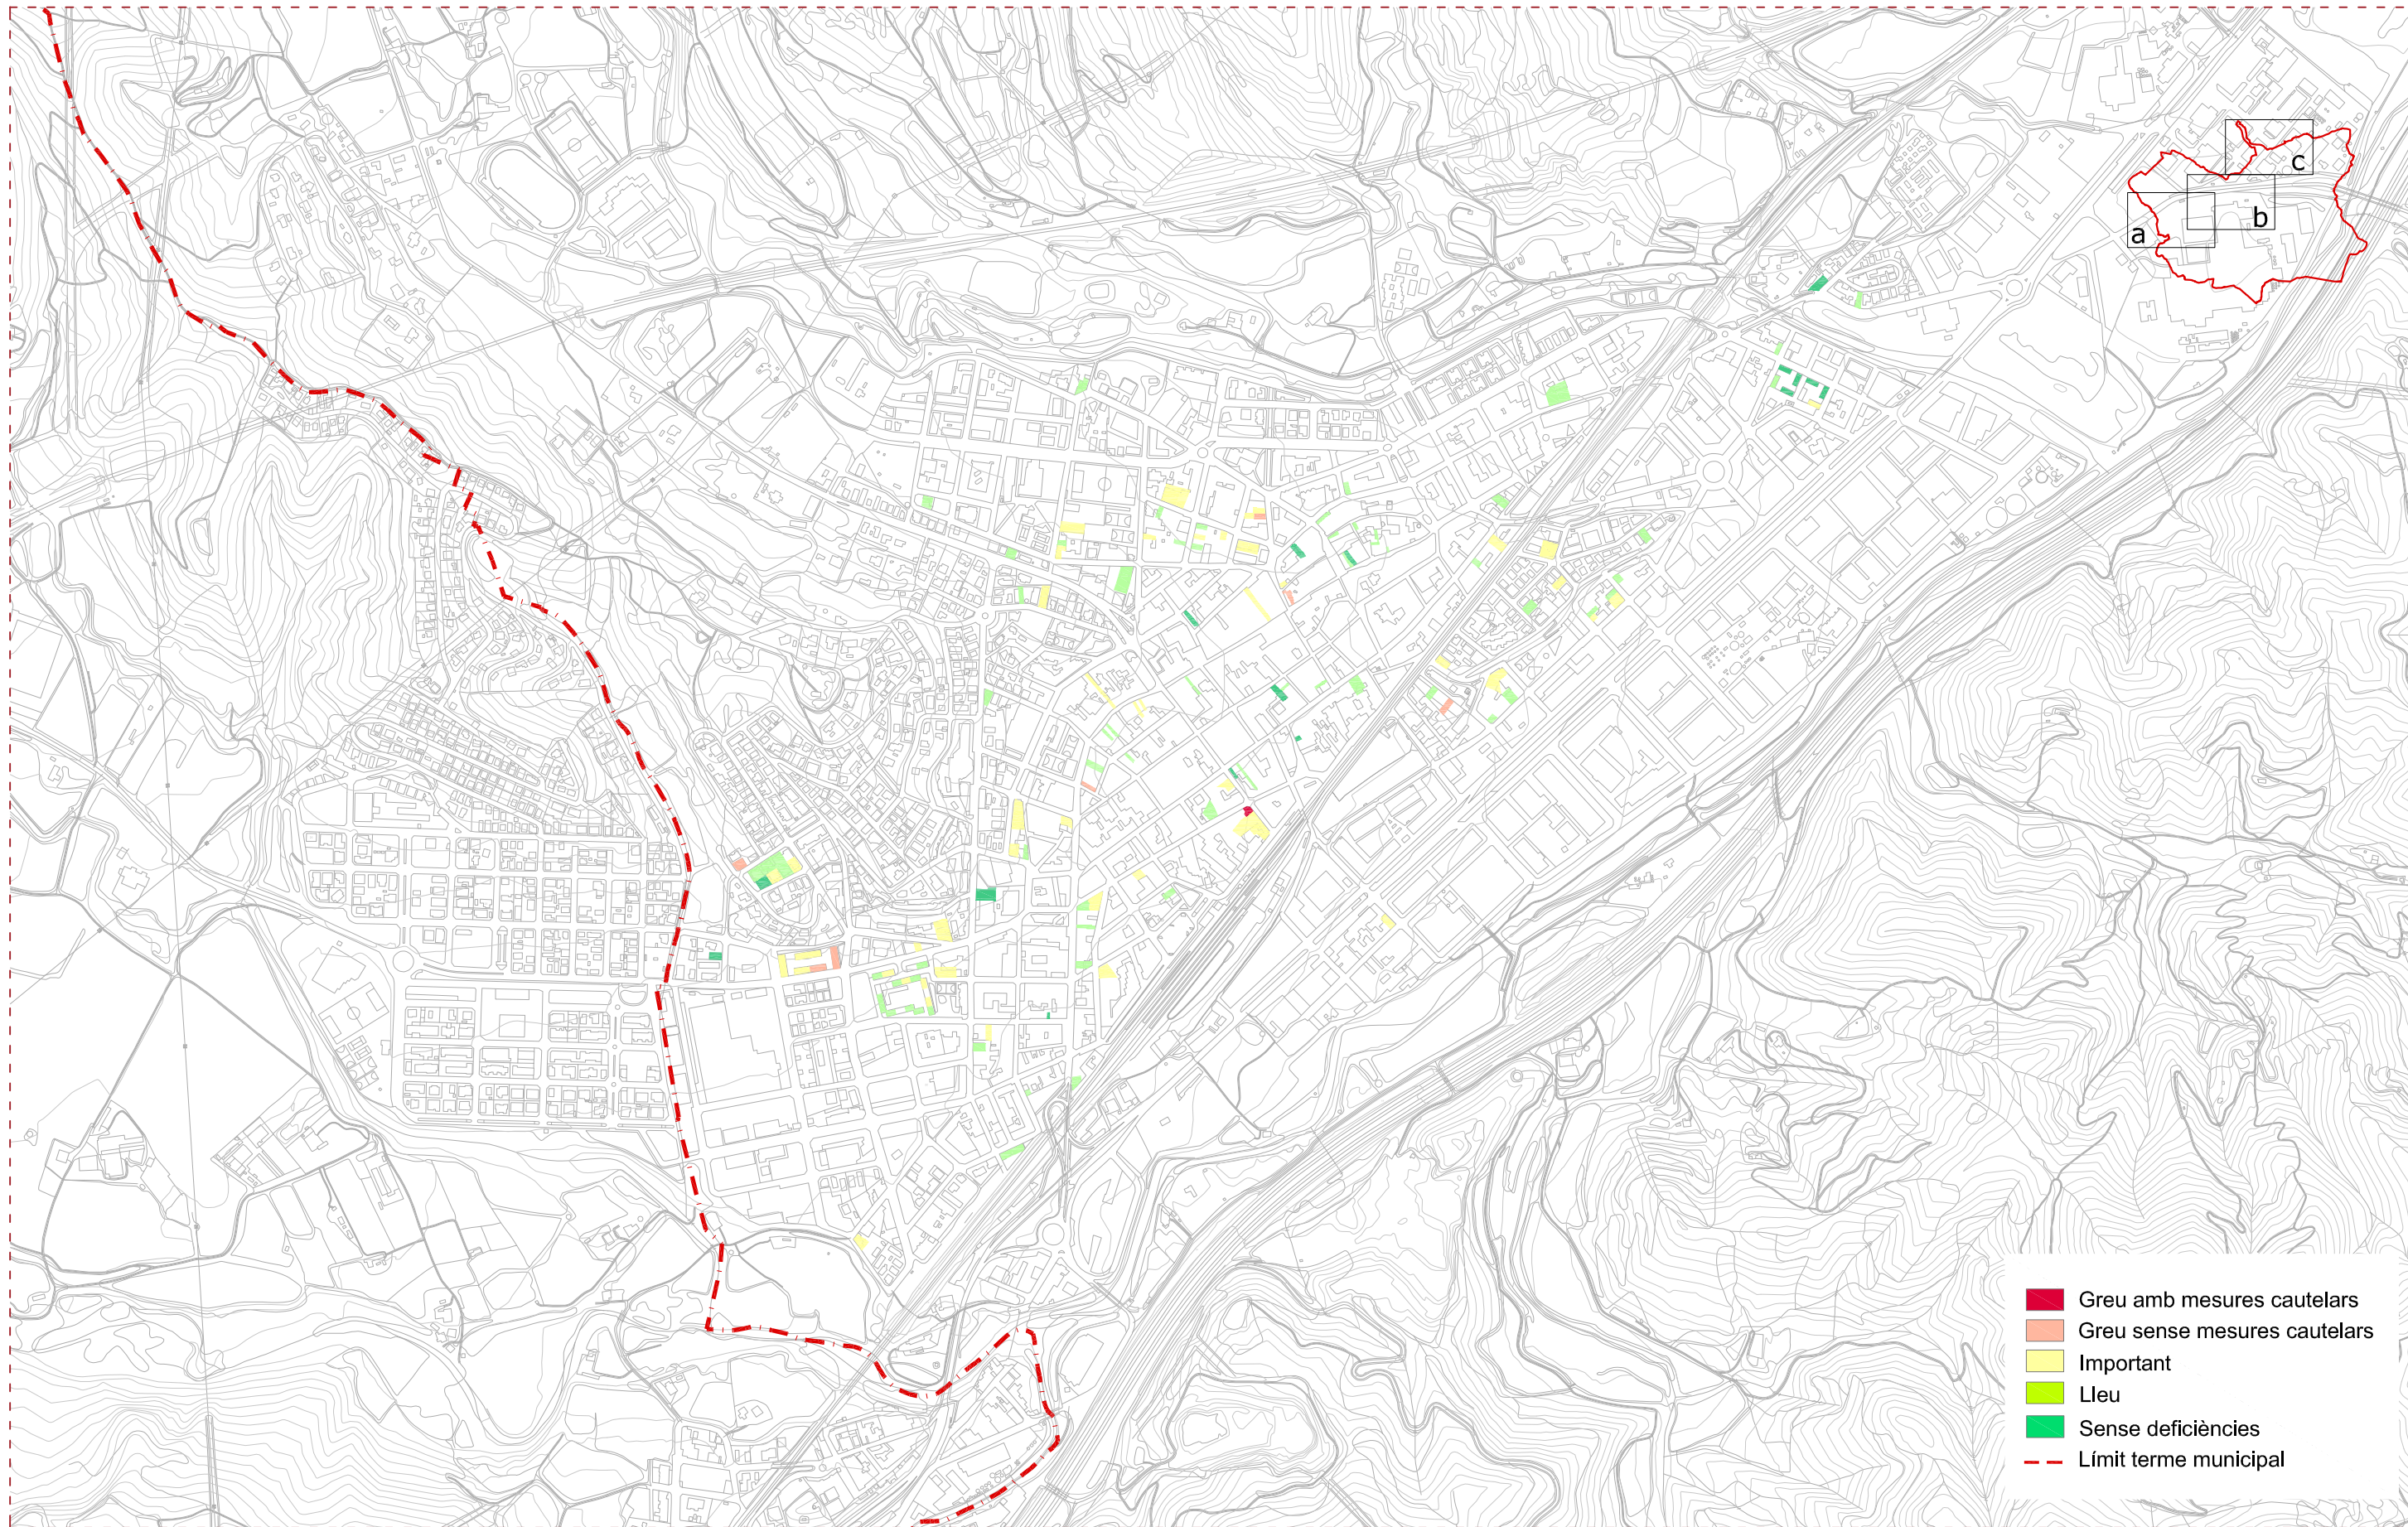 c
b
a
Greu amb mesures cautelars
Greu sense mesures cautelars
Important
Lleu
Sense deficiències
Límit terme municipal